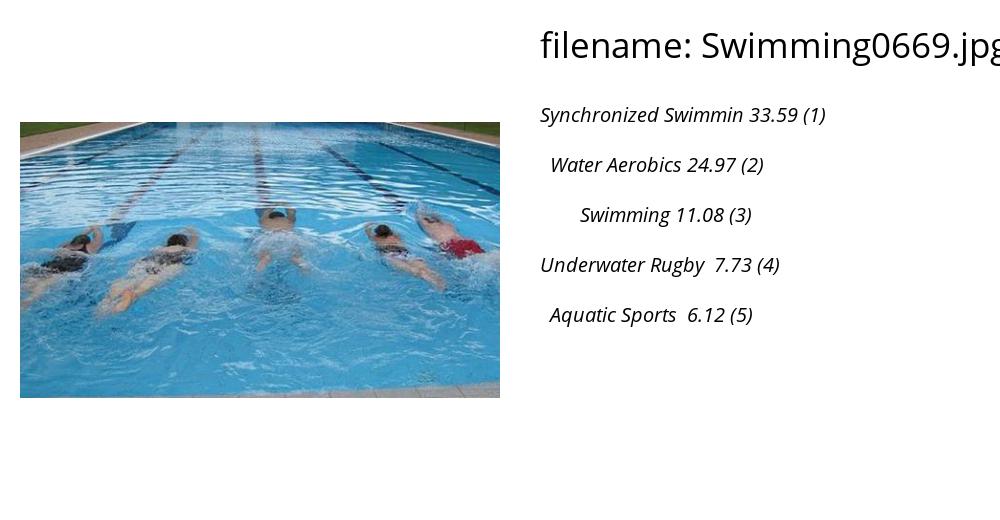 filename: Swimming0669.jpg
Synchronized Swimmin 33.59 (1)
Water Aerobics 24.97 (2)
Swimming 11.08 (3)
Underwater Rugby 7.73 (4)
Aquatic Sports 6.12 (5)